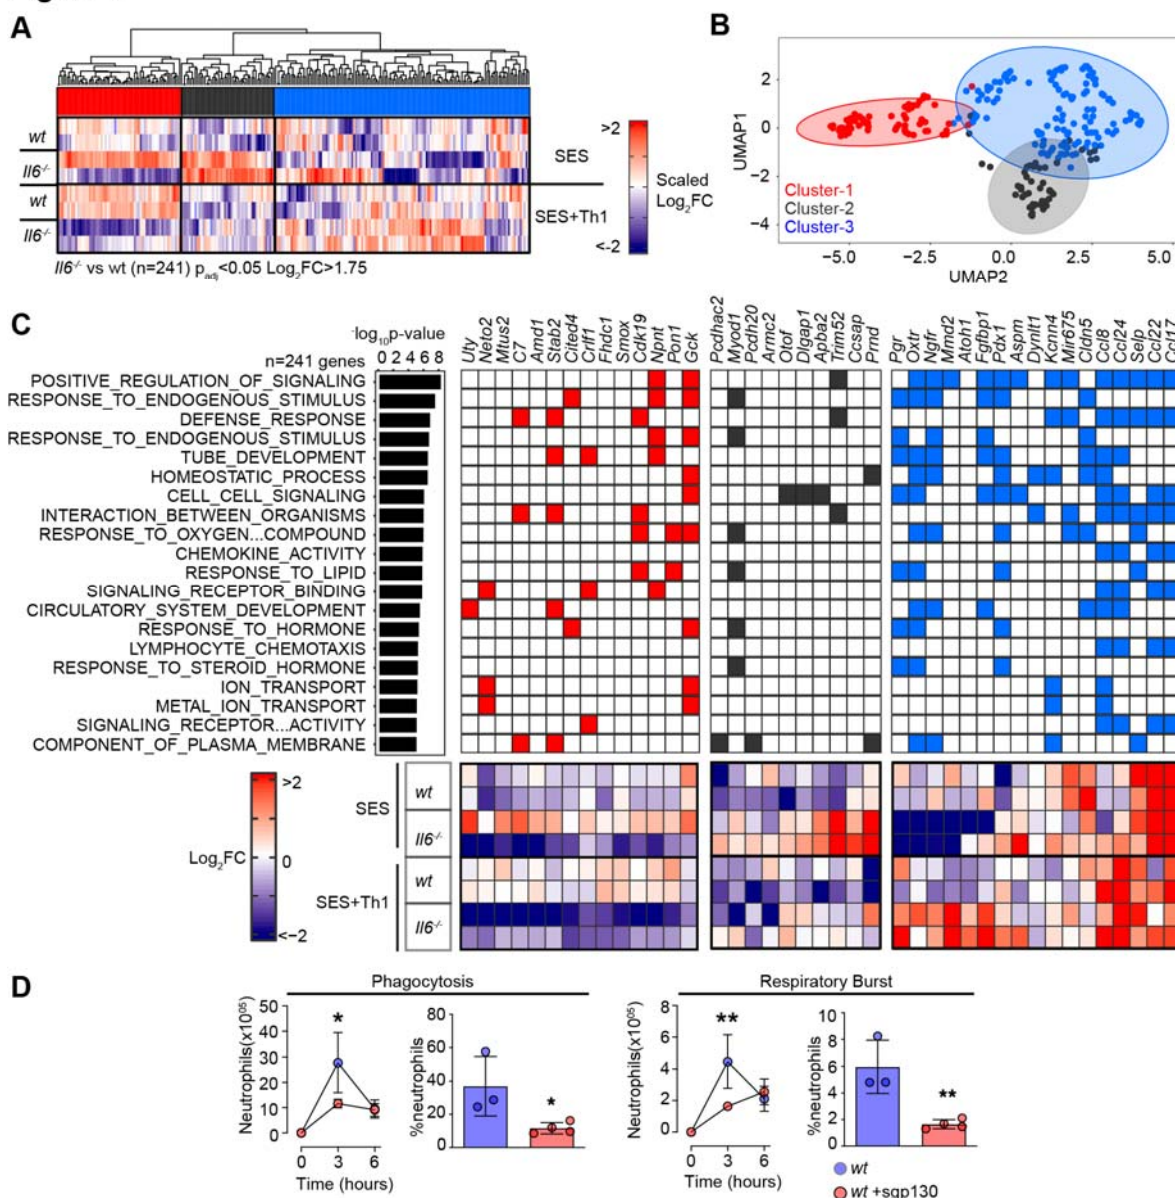 A
B
wt
Il6-/-
wt
Il6-/-
SES
SES+Th1
>2
Scaled
Log2FC
<-2
Il6-/- vs wt (n=241) padj<0.05 Log2FC>1.75
UMAP1
2
0
−2
−4
Cluster-1
Cluster-2
Cluster-3
−5.0 −2.5 0.0 2.5 5.0
UMAP2
C
-log10p-value
0 2 4 6 8
n=241 genes
Uty Neto2 Mtus2 C7 Amd1 Stab2 Cited4 Crlf1 Fhdc1 Smox Cdk19 Npnt Pon1 Gck
Pcdhac2 Myod1 Pcdh20 Armc2 Otof Dlgap1 Apba2 Trim52 Ccsap Prnd
Pgr Oxtr Ngfr Mmd2 Atoh1 Fgfbp1 Pdx1 Aspm Dynlt1 Kcnn4 Mir675 Cldn5 Ccl8 Ccl24 Selp Ccl22 Ccl17
POSITIVE_REGULATION_OF_SIGNALING
RESPONSE_TO_ENDOGENOUS_STIMULUS
DEFENSE_RESPONSE
RESPONSE_TO_ENDOGENOUS_STIMULUS
TUBE_DEVELOPMENT
HOMEOSTATIC_PROCESS
CELL_CELL_SIGNALING
INTERACTION_BETWEEN_ORGANISMS
RESPONSE_TO_OXYGEN...COMPOUND
CHEMOKINE_ACTIVITY
RESPONSE_TO_LIPID
SIGNALING_RECEPTOR_BINDING
CIRCULATORY_SYSTEM_DEVELOPMENT
RESPONSE_TO_HORMONE
LYMPHOCYTE_CHEMOTAXIS
RESPONSE_TO_STEROID_HORMONE
ION_TRANSPORT
METAL_ION_TRANSPORT
SIGNALING_RECEPTOR...ACTIVITY
COMPONENT_OF_PLASMA_MEMBRANE
>2
Log2FC
0
<−2
SES
wt
Il6-/-
SES+Th1
wt
Il6-/-
D
Phagocytosis
Neutrophils(x10^05)
50
40
30
20
10
0
*
0 3 6
Time (hours)
%neutrophils
80
60
40
20
0
*
Respiratory Burst
Neutrophils(x10^05)
8
6
4
2
0
**
0 3 6
Time (hours)
%neutrophils
10
8
6
4
2
0
**
wt
wt +sgp130